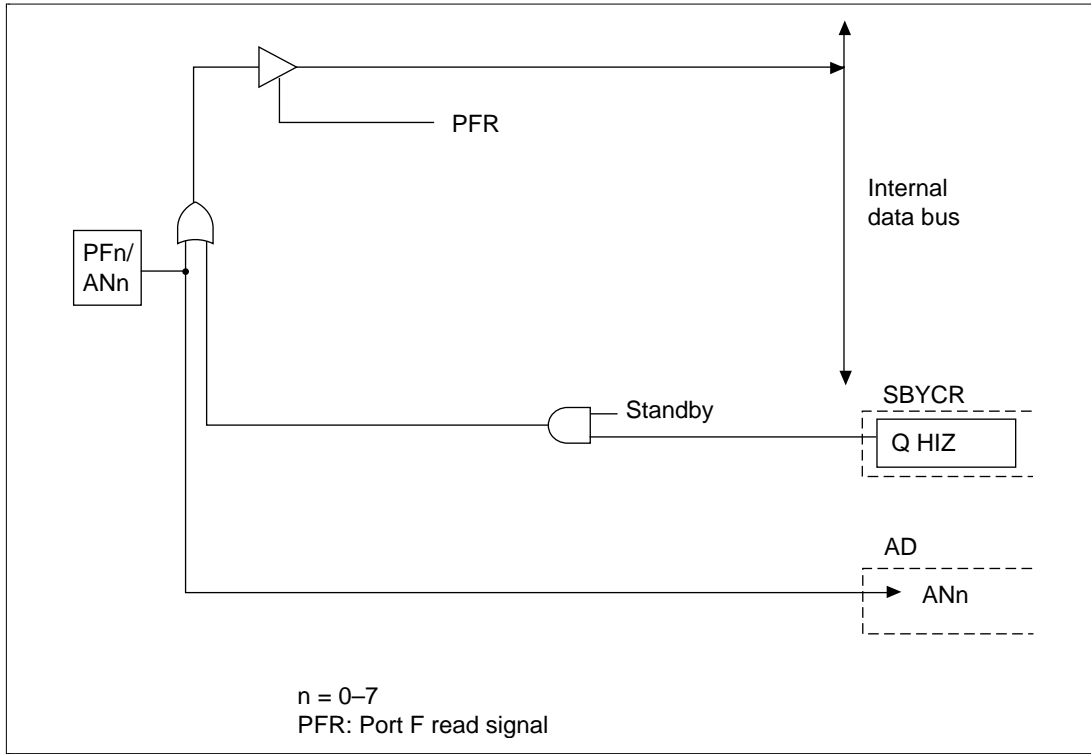 PFR
Internal
data bus
PFn/
ANn
SBYCR
Standby
Q HIZ
AD
ANn
n = 0–7
PFR: Port F read signal